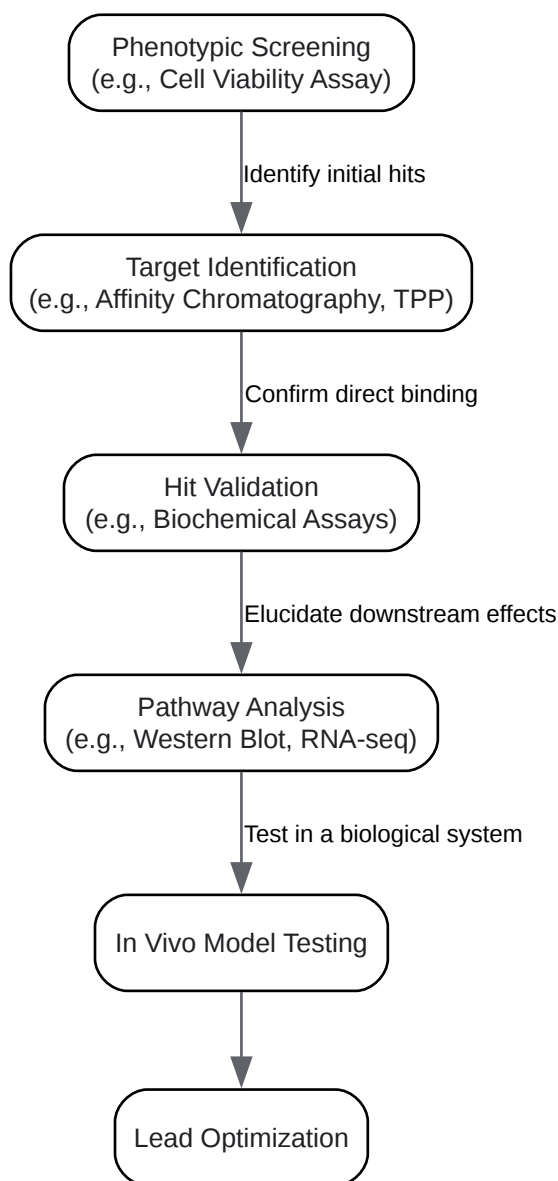 Phenotypic Screening
(e.g., Cell Viability Assay)
Identify initial hits
Target Identification
(e.g., Affinity Chromatography, TPP)
Confirm direct binding
Hit Validation
(e.g., Biochemical Assays)
Elucidate downstream effects
Pathway Analysis
(e.g., Western Blot, RNA-seq)
Test in a biological system
In Vivo Model Testing
Lead Optimization